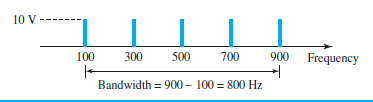 10 V
100 300 500 700 900 Frequency
Bandwidth = 900 – 100 = 800 Hz